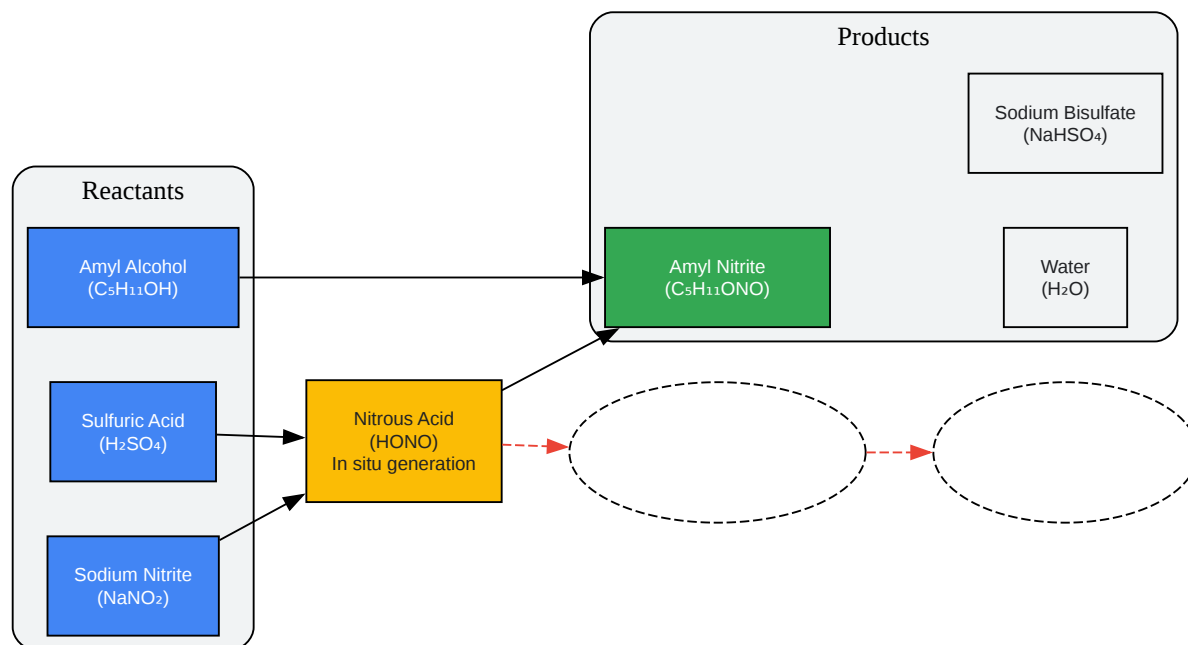 Products
Sodium Bisulfate
(NaHSO₄)
Reactants
Amyl Alcohol
(C₅H₁₁OH)
Amyl Nitrite
(C₅H₁₁ONO)
Water
(H₂O)
Sulfuric Acid
(H₂SO₄)
Nitrous Acid
(HONO)
In situ generation
Sodium Nitrite
(NaNO₂)